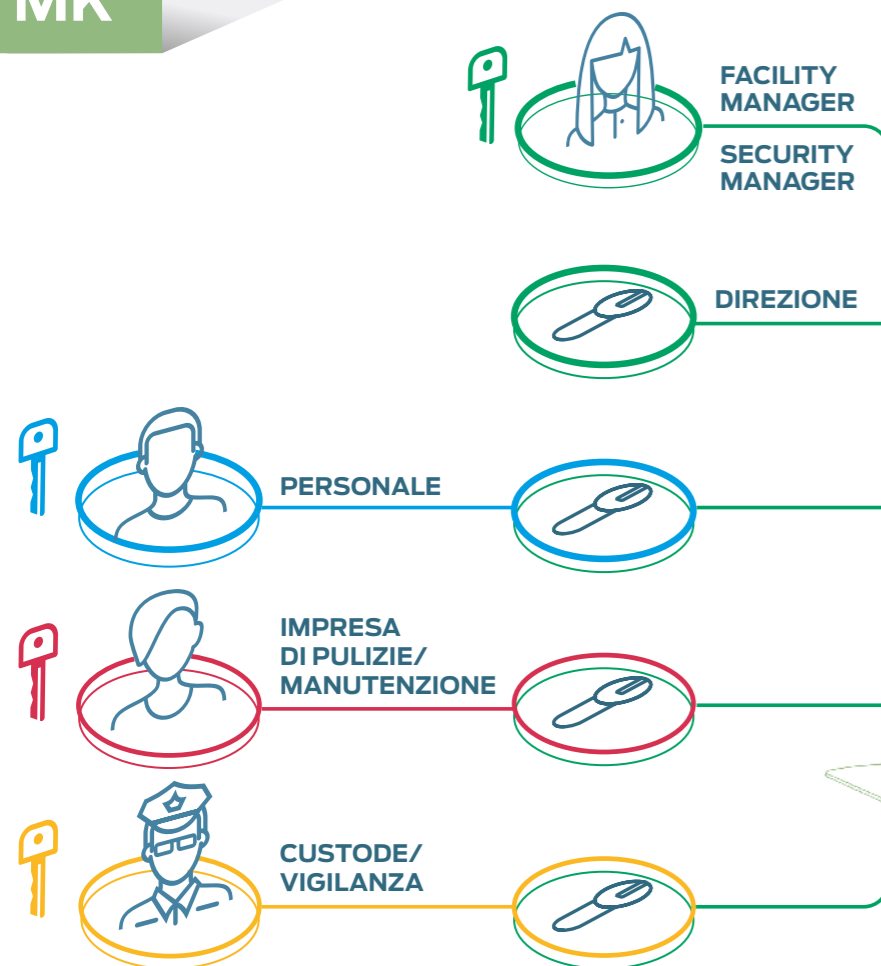 MK
FACILITY
MANAGER
SECURITY
MANAGER
DIREZIONE
PERSONALE
IMPRESA
DI PULIZIE/
MANUTENZIONE
CUSTODE/
VIGILANZA